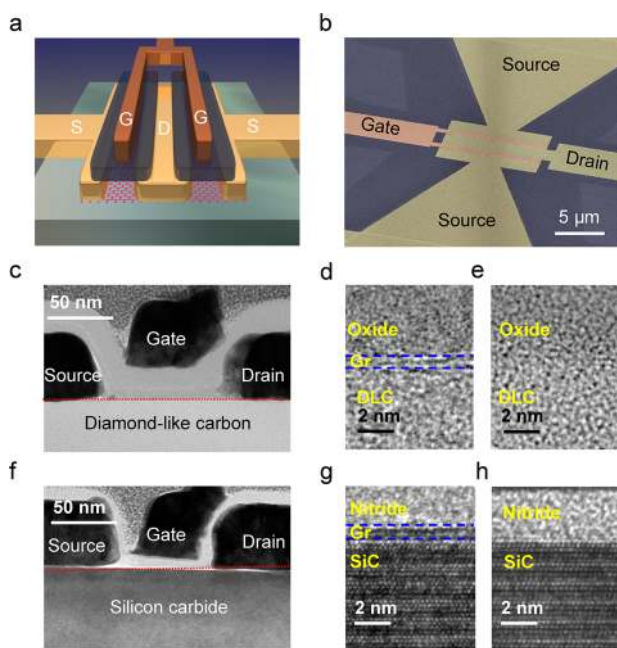 a
b
S
G
D
G
S
Source
Gate
Drain
Source
5 μm
c
d
e
50 nm
Gate
Source
Drain
Diamond-like carbon
Oxide
Gr
DLC
2 nm
Oxide
DLC
2 nm
f
g
h
50 nm
Gate
Source
Drain
Silicon carbide
Nitride
Gr
SiC
2 nm
Nitride
SiC
2 nm